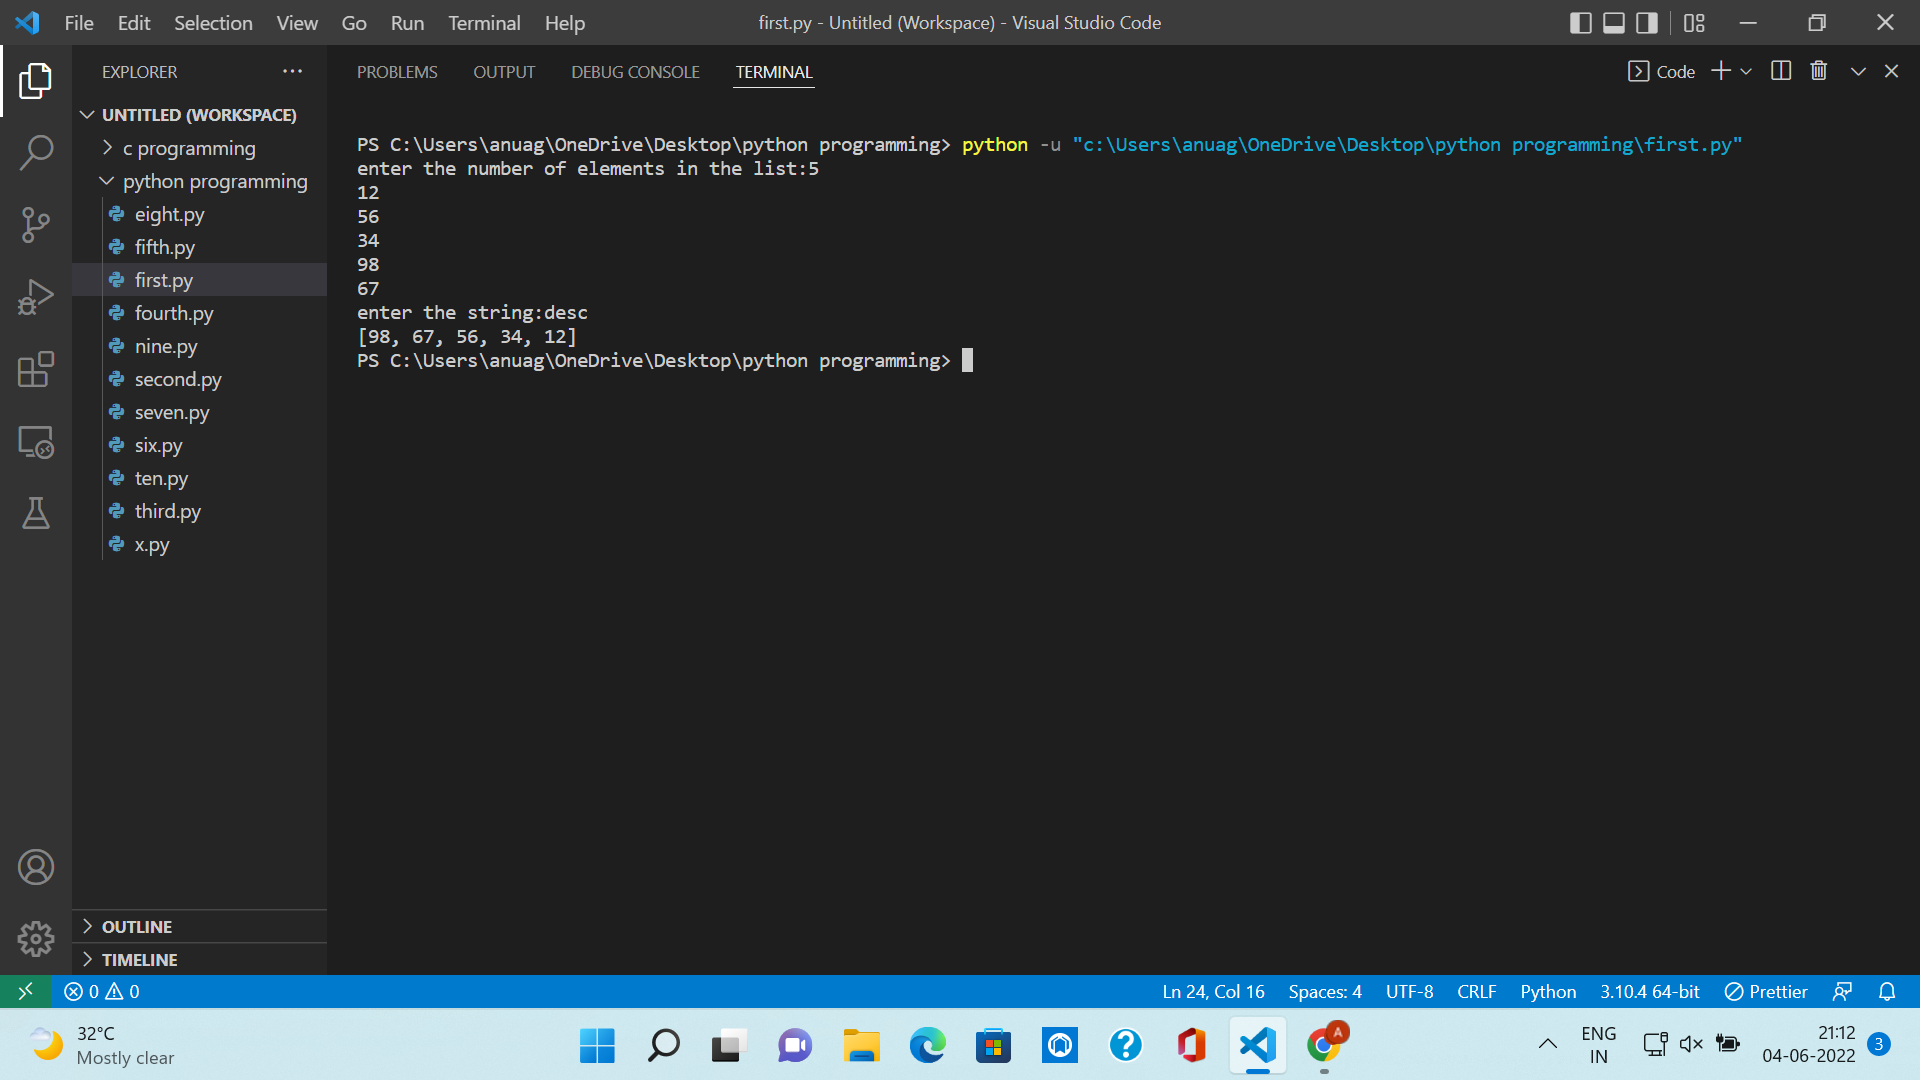 File Edit Selection View Go Run Terminal Help
first.py - Untitled (Workspace) - Visual Studio Code
EXPLORER
UNTITLED (WORKSPACE)
c programming
python programming
eight.py
fifth.py
first.py
fourth.py
nine.py
second.py
seven.py
six.py
ten.py
third.py
x.py
OUTLINE
TIMELINE
PROBLEMS OUTPUT DEBUG CONSOLE TERMINAL
Code
PS C:\Users\anuag\OneDrive\Desktop\python programming> python -u "c:\Users\anuag\OneDrive\Desktop\python programming\first.py"
enter the number of elements in the list:5
12
56
34
98
67
enter the string:desc
[98, 67, 56, 34, 12]
PS C:\Users\anuag\OneDrive\Desktop\python programming>
0 0
Ln 24, Col 16 Spaces: 4 UTF-8 CRLF Python 3.10.4 64-bit Prettier
32°C
Mostly clear
A
ENG
IN
21:12
04-06-2022
3